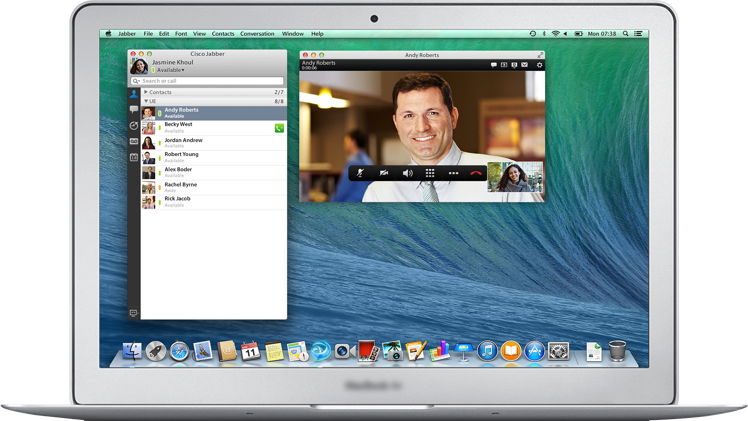 Jabber File Edit Font View Contacts Conversation Window Help Mon 07:38
Cisco Jabber
Jasmine Khoul
Available
Search or call
Contacts 2/7
UE 8/8
Andy Roberts
Available
Becky West
Available
Jordan Andrew
Available
Robert Young
Available
Alex Boder
Available
Rachel Byrne
Away
Rick Jacob
Available
Andy Roberts
Andy Roberts
0:00:06
11